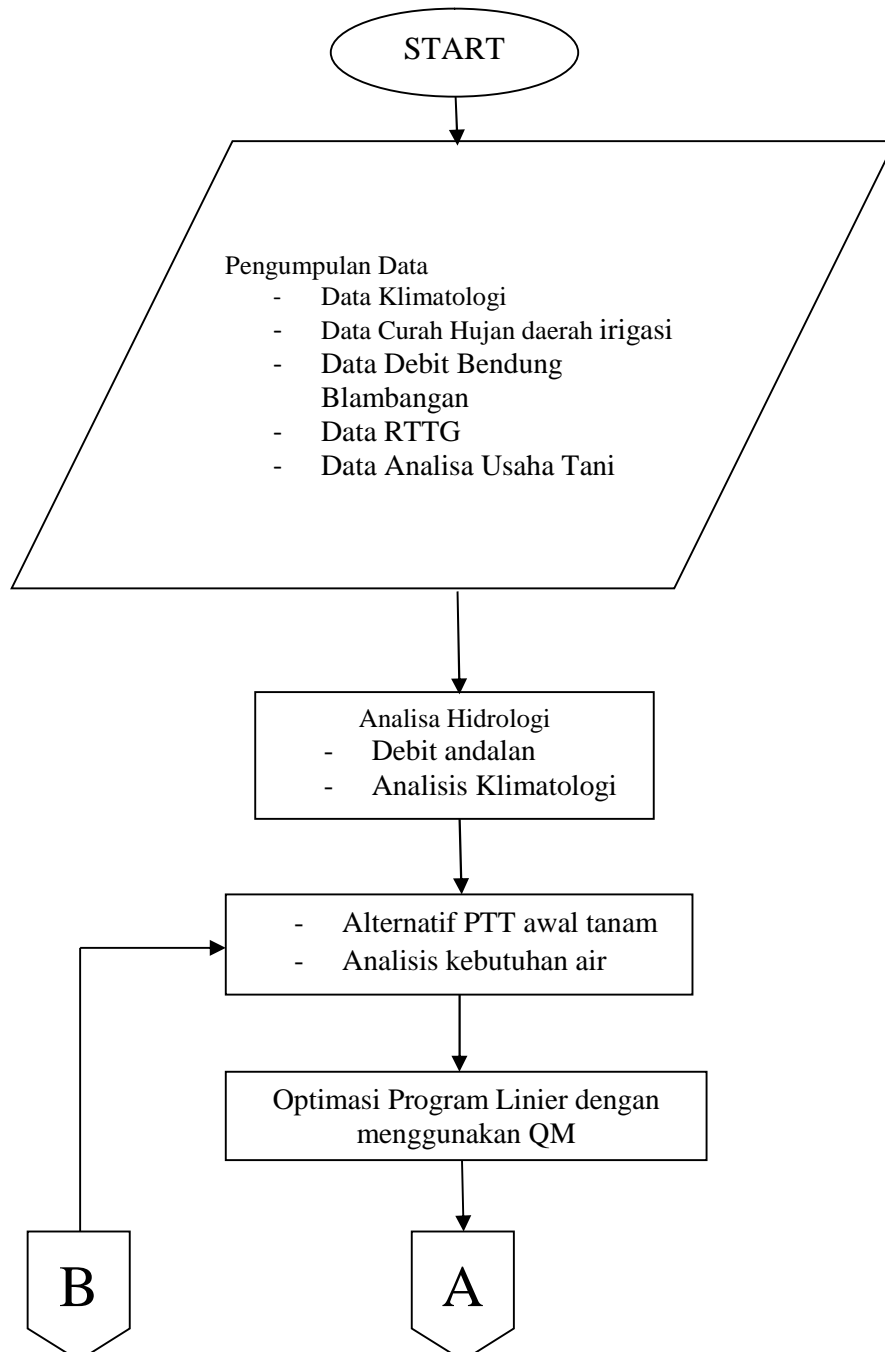 START
Pengumpulan Data
- Data Klimatologi
- Data Curah Hujan daerah irigasi
- Data Debit Bendung
Blambangan
- Data RTTG
- Data Analisa Usaha Tani
Analisa Hidrologi
- Debit andalan
- Analisis Klimatologi
- Alternatif PTT awal tanam
- Analisis kebutuhan air
Optimasi Program Linier dengan
menggunakan QM
B
A